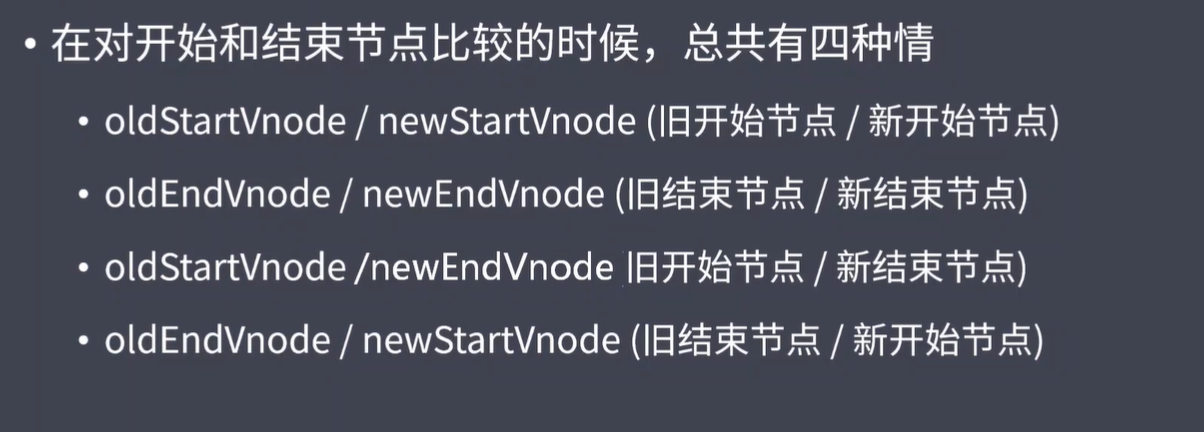 • 在对开始和结束节点比较的时候，总共有四种情
• oldStartVnode / newStartVnode (旧开始节点 / 新开始节点)
• oldEndVnode / newEndVnode (旧结束节点 / 新结束节点)
• oldStartVnode /newEndVnode 旧开始节点 / 新结束节点)
• oldEndVnode / newStartVnode (旧结束节点 / 新开始节点)